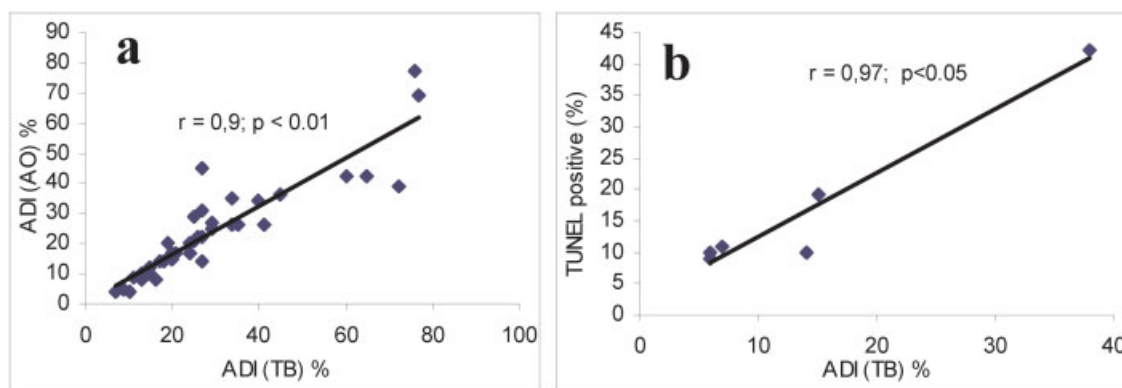 a
r = 0,9; p < 0.01
ADI (AO) %
90
80
70
60
50
40
30
20
10
0
0 20 40 60 80 100
ADI (TB) %
b
r = 0,97; p<0.05
TUNEL positive (%)
45
40
35
30
25
20
15
10
5
0
0 10 20 30 40
ADI (TB) %